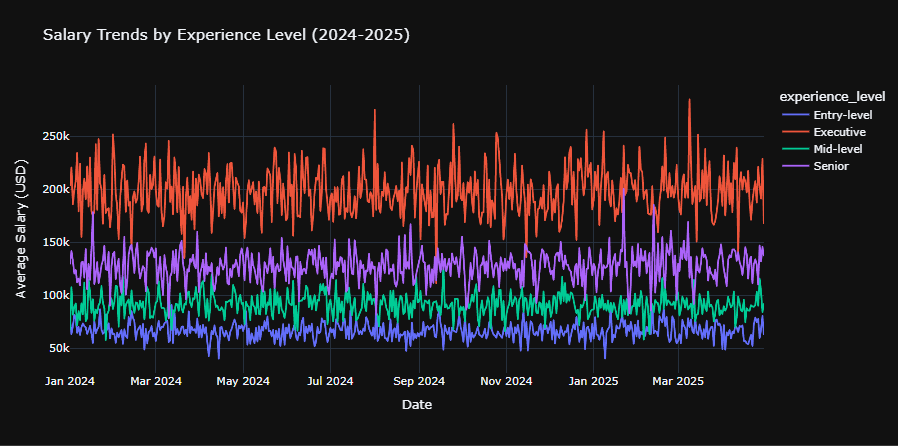 Salary Trends by Experience Level (2024-2025)
experience_level
Entry-level
Executive
Mid-level
Senior
Average Salary (USD)
250k
200k
150k
100k
50k
Jan 2024
Mar 2024
May 2024
Jul 2024
Sep 2024
Nov 2024
Jan 2025
Mar 2025
Date